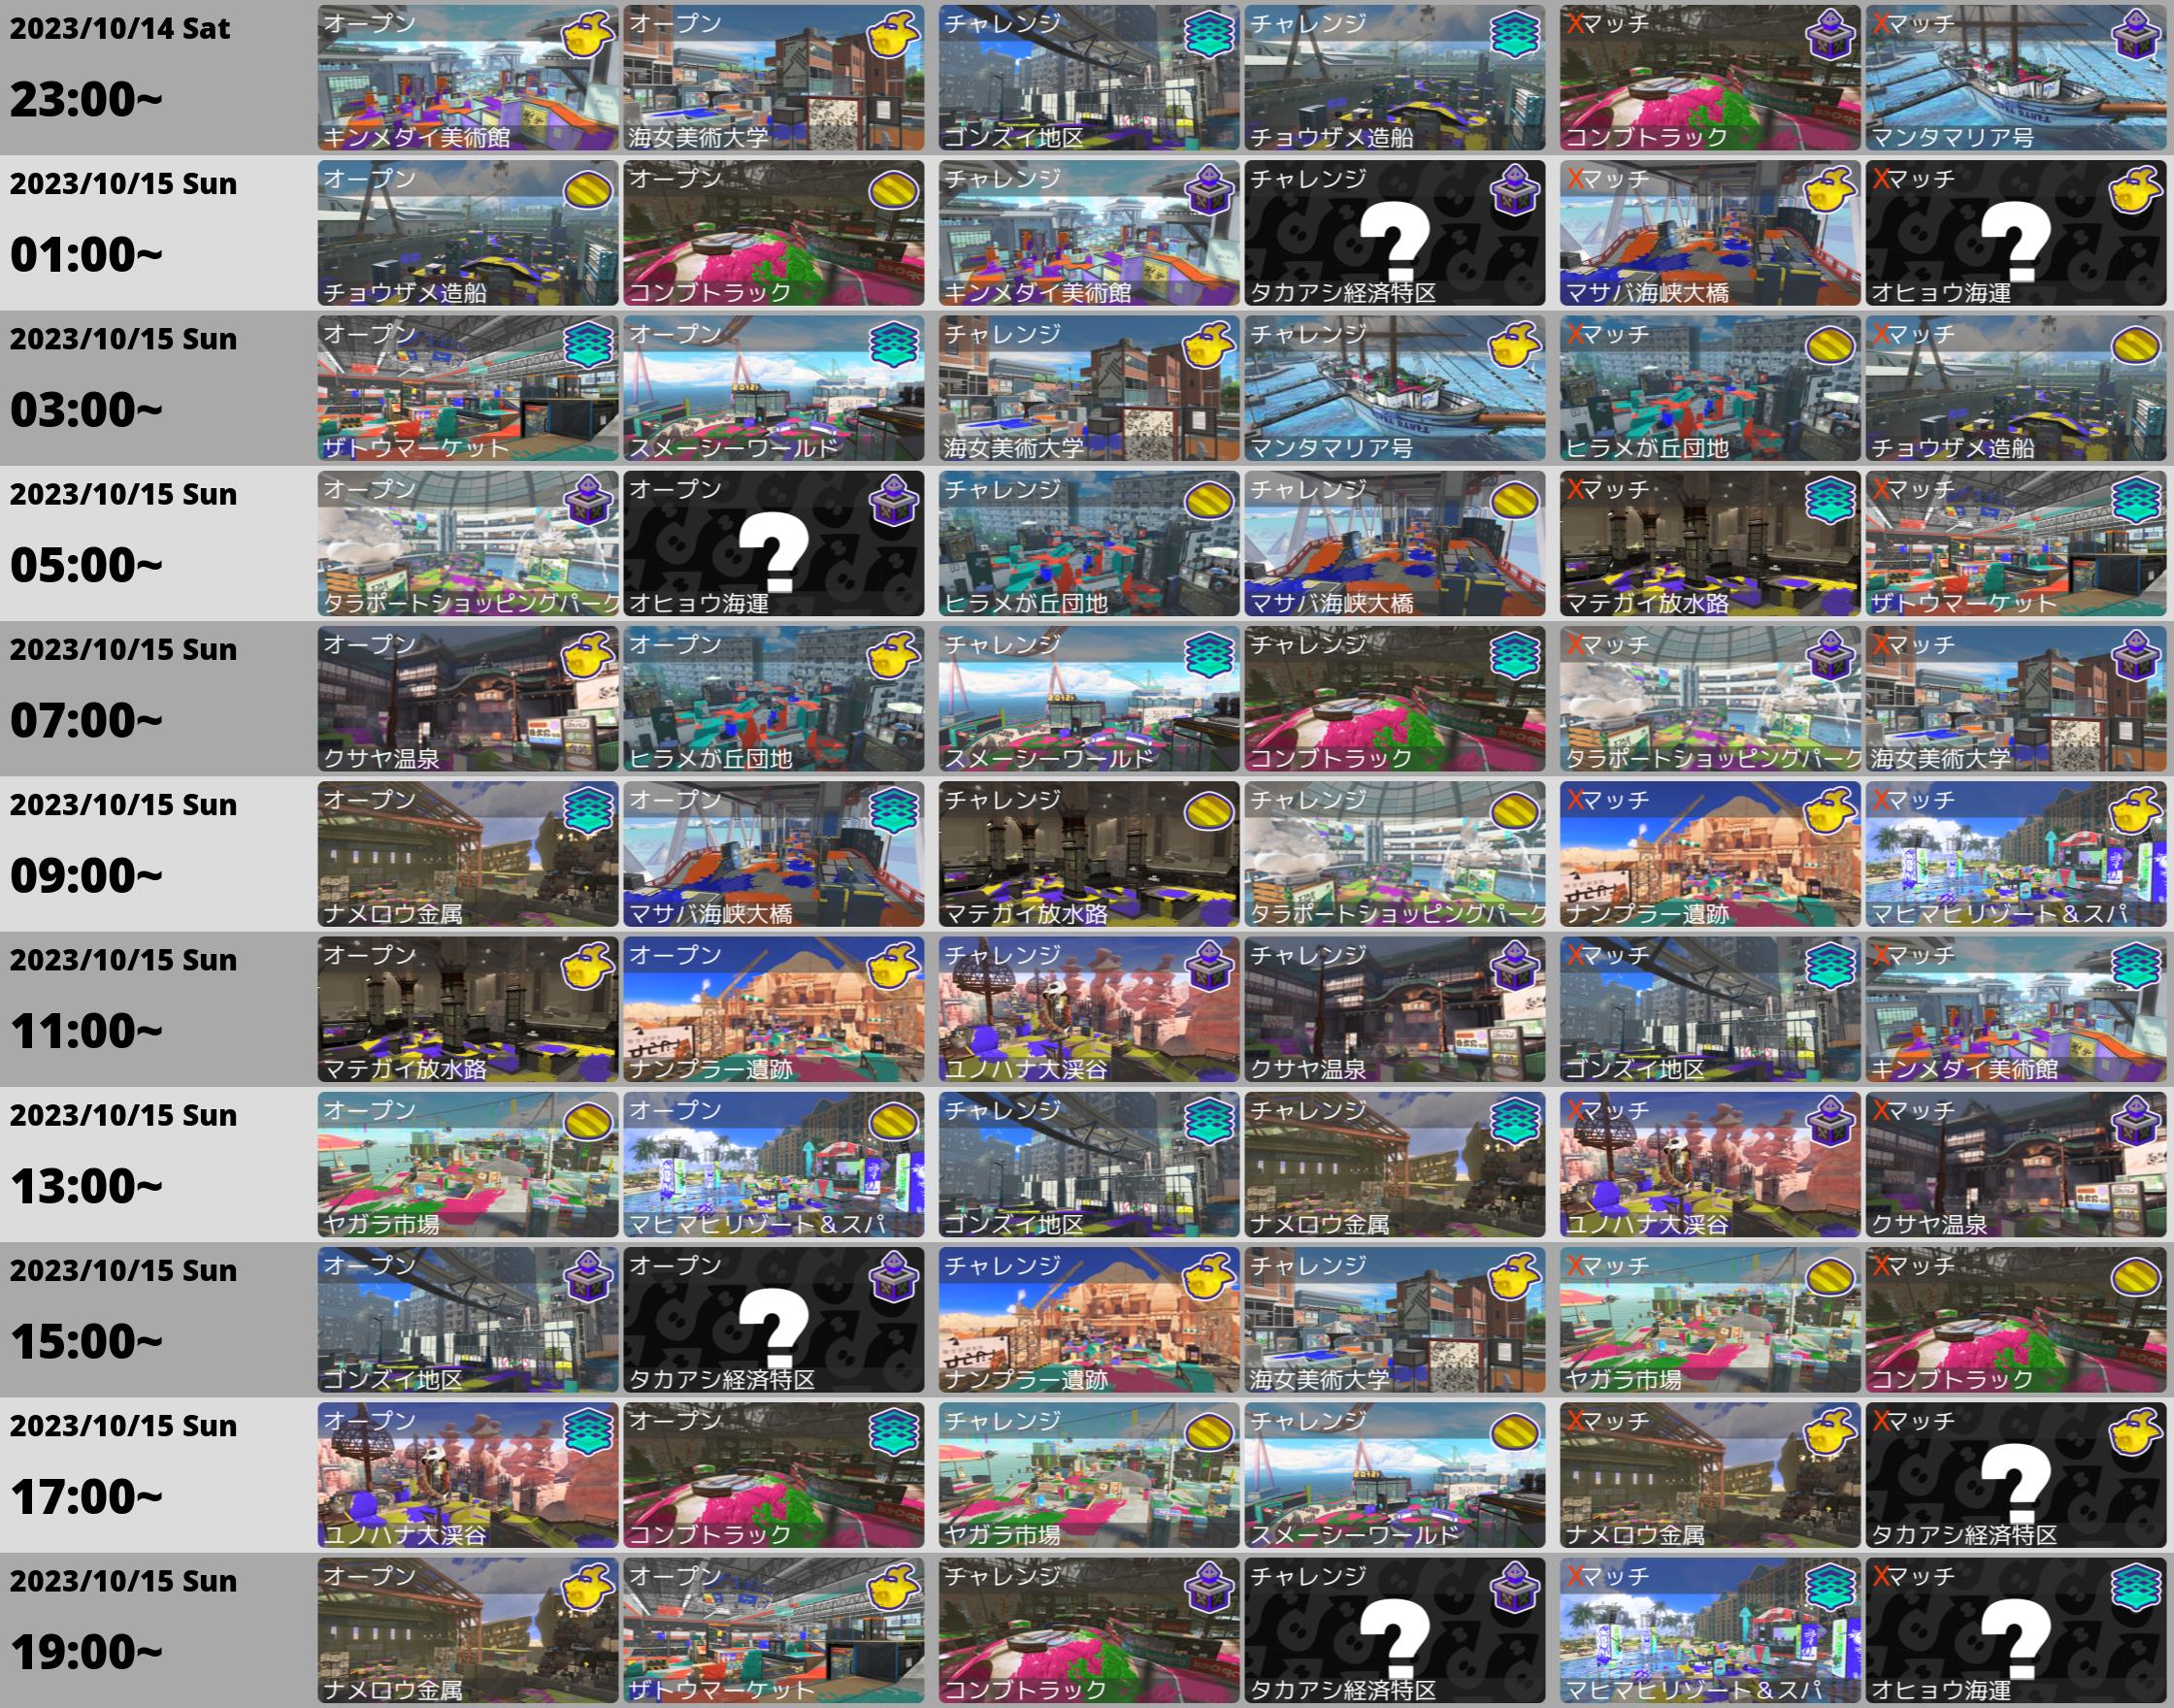 2023/10/14 Sat
23:00~
オープン
キンメダイ美術館
オープン
海女美術大学
チャレンジ
ゴンズイ地区
チャレンジ
チョウザメ造船
Xマッチ
コンブトラック
Xマッチ
マンタマリア号
2023/10/15 Sun
01:00~
オープン
チョウザメ造船
オープン
コンブトラック
チャレンジ
キンメダイ美術館
チャレンジ
?
タカアシ経済特区
Xマッチ
マサバ海峡大橋
Xマッチ
?
オヒョウ海運
2023/10/15 Sun
03:00~
オープン
ザトウマーケット
オープン
スメーシーワールド
チャレンジ
海女美術大学
チャレンジ
マンタマリア号
Xマッチ
ヒラメが丘団地
Xマッチ
チョウザメ造船
2023/10/15 Sun
05:00~
オープン
タラポートショッピングパーク
オープン
?
オヒョウ海運
チャレンジ
ヒラメが丘団地
チャレンジ
マサバ海峡大橋
Xマッチ
マテガイ放水路
Xマッチ
ザトウマーケット
2023/10/15 Sun
07:00~
オープン
クサヤ温泉
オープン
ヒラメが丘団地
チャレンジ
スメーシーワールド
チャレンジ
コンブトラック
Xマッチ
タラポートショッピングパーク
Xマッチ
海女美術大学
2023/10/15 Sun
09:00~
オープン
ナメロウ金属
オープン
マサバ海峡大橋
チャレンジ
マテガイ放水路
チャレンジ
タラポートショッピングパーク
Xマッチ
ナンプラー遺跡
Xマッチ
マヒマヒリゾート＆スパ
2023/10/15 Sun
11:00~
オープン
マテガイ放水路
オープン
ナンプラー遺跡
チャレンジ
ユノハナ大渓谷
チャレンジ
クサヤ温泉
Xマッチ
ゴンズイ地区
Xマッチ
キンメダイ美術館
2023/10/15 Sun
13:00~
オープン
ヤガラ市場
オープン
マヒマヒリゾート＆スパ
チャレンジ
ゴンズイ地区
チャレンジ
ナメロウ金属
Xマッチ
ユノハナ大渓谷
Xマッチ
クサヤ温泉
2023/10/15 Sun
15:00~
オープン
ゴンズイ地区
オープン
?
タカアシ経済特区
チャレンジ
ナンプラー遺跡
チャレンジ
海女美術大学
Xマッチ
ヤガラ市場
Xマッチ
コンブトラック
2023/10/15 Sun
17:00~
オープン
ユノハナ大渓谷
オープン
コンブトラック
チャレンジ
ヤガラ市場
チャレンジ
スメーシーワールド
Xマッチ
ナメロウ金属
Xマッチ
?
タカアシ経済特区
2023/10/15 Sun
19:00~
オープン
ナメロウ金属
オープン
ザトウマーケット
チャレンジ
コンブトラック
チャレンジ
?
タカアシ経済特区
Xマッチ
マヒマヒリゾート＆スパ
Xマッチ
?
オヒョウ海運